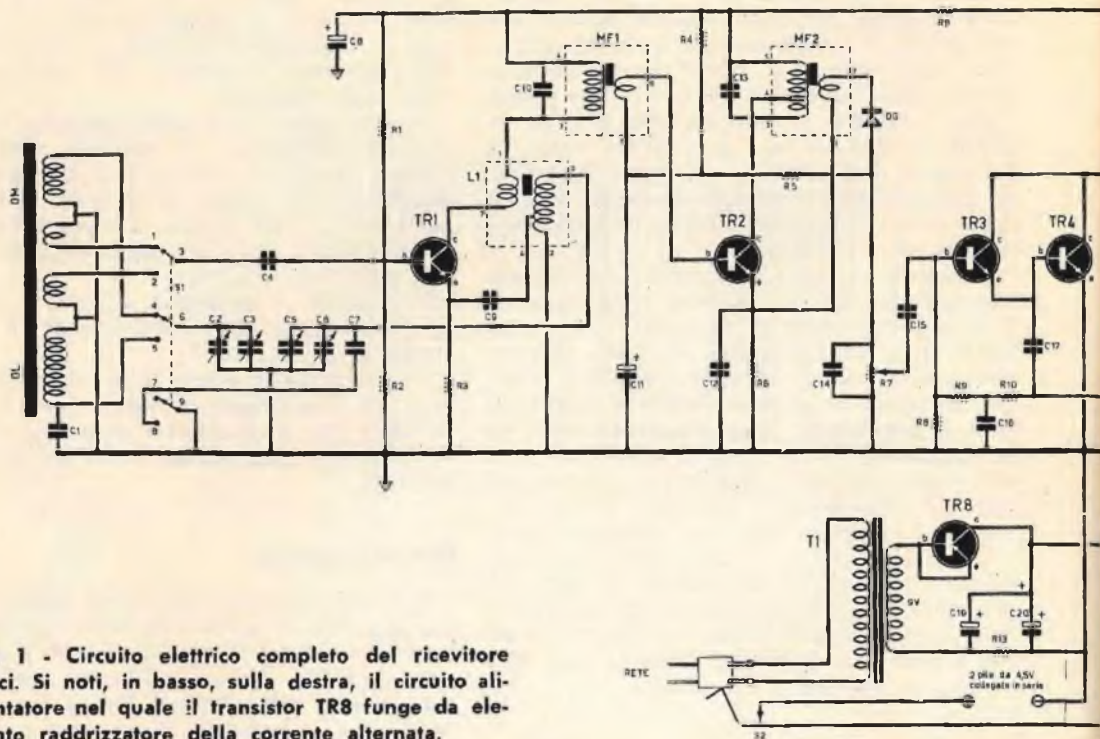 +
C8
R1
R4
R9
MF1
MF2
C10
C13
DG
OM
L1
R5
TR1
TR2
TR3
TR4
b
c
e
b
c
e
b
c
e
b
c
e
1
3
2
S1
4
6
5
7
9
8
C4
C2
C3
C5
C6
C7
C9
C15
C17
OL
C1
R2
R3
+
C11
C12
R6
C14
R7
R9
R10
R8
C16
TR8
T1
b
c
e
9V
+
C19
+
C20
+
R13
RETE
2 pile da 4,5V
collegate in serie
S2
1 - Circuito elettrico completo del ricevitore
ci. Si noti, in basso, sulla destra, il circuito ali-
ntatore nel quale il transistor TR8 funge da ele-
nto raddrizzatore della corrente alternata.